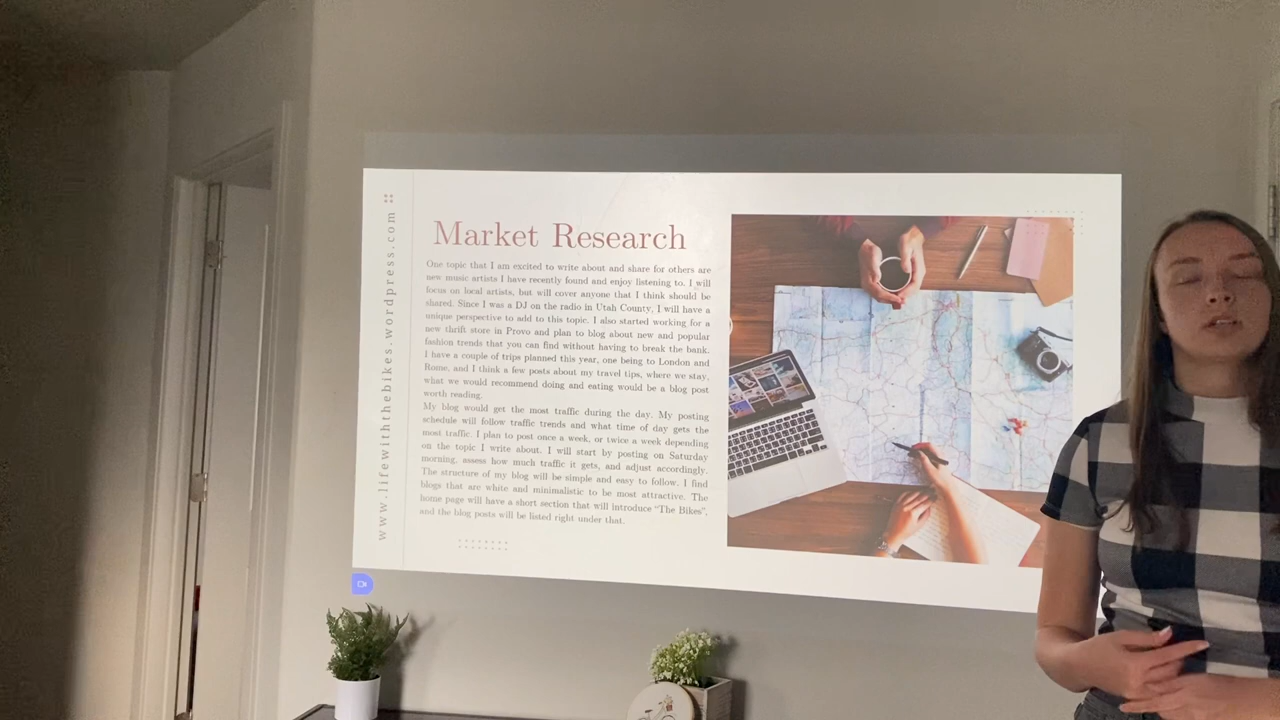 www.lifewiththebikes.wordpress.com
Market Research
One topic that I am excited to write about and share for others are
new music artists I have recently found and enjoy listening to. I will
focus on local artists, but will cover anyone that I think should be
shared. Since I was a DJ on the radio in Utah County, I will have a
unique perspective to add to this topic. I also started working for a
new thrift store in Provo and plan to blog about new and popular
fashion trends that you can find without having to break the bank.
I have a couple of trips planned this year, one being to London and
Rome, and I think a few posts about my travel tips, where we stay,
what we would recommend doing and eating would be a blog post
worth reading.
My blog would get the most traffic during the day. My posting
schedule will follow traffic trends and what time of day gets the
most traffic. I plan to post once a week, or twice a week depending
on the topic I write about. I will start by posting on Saturday
morning, assess how much traffic it gets, and adjust accordingly.
The structure of my blog will be simple and easy to follow. I find
blogs that are white and minimalistic to be most attractive. The
home page will have a short section that will introduce “The Bikes”,
and the blog posts will be listed right under that.